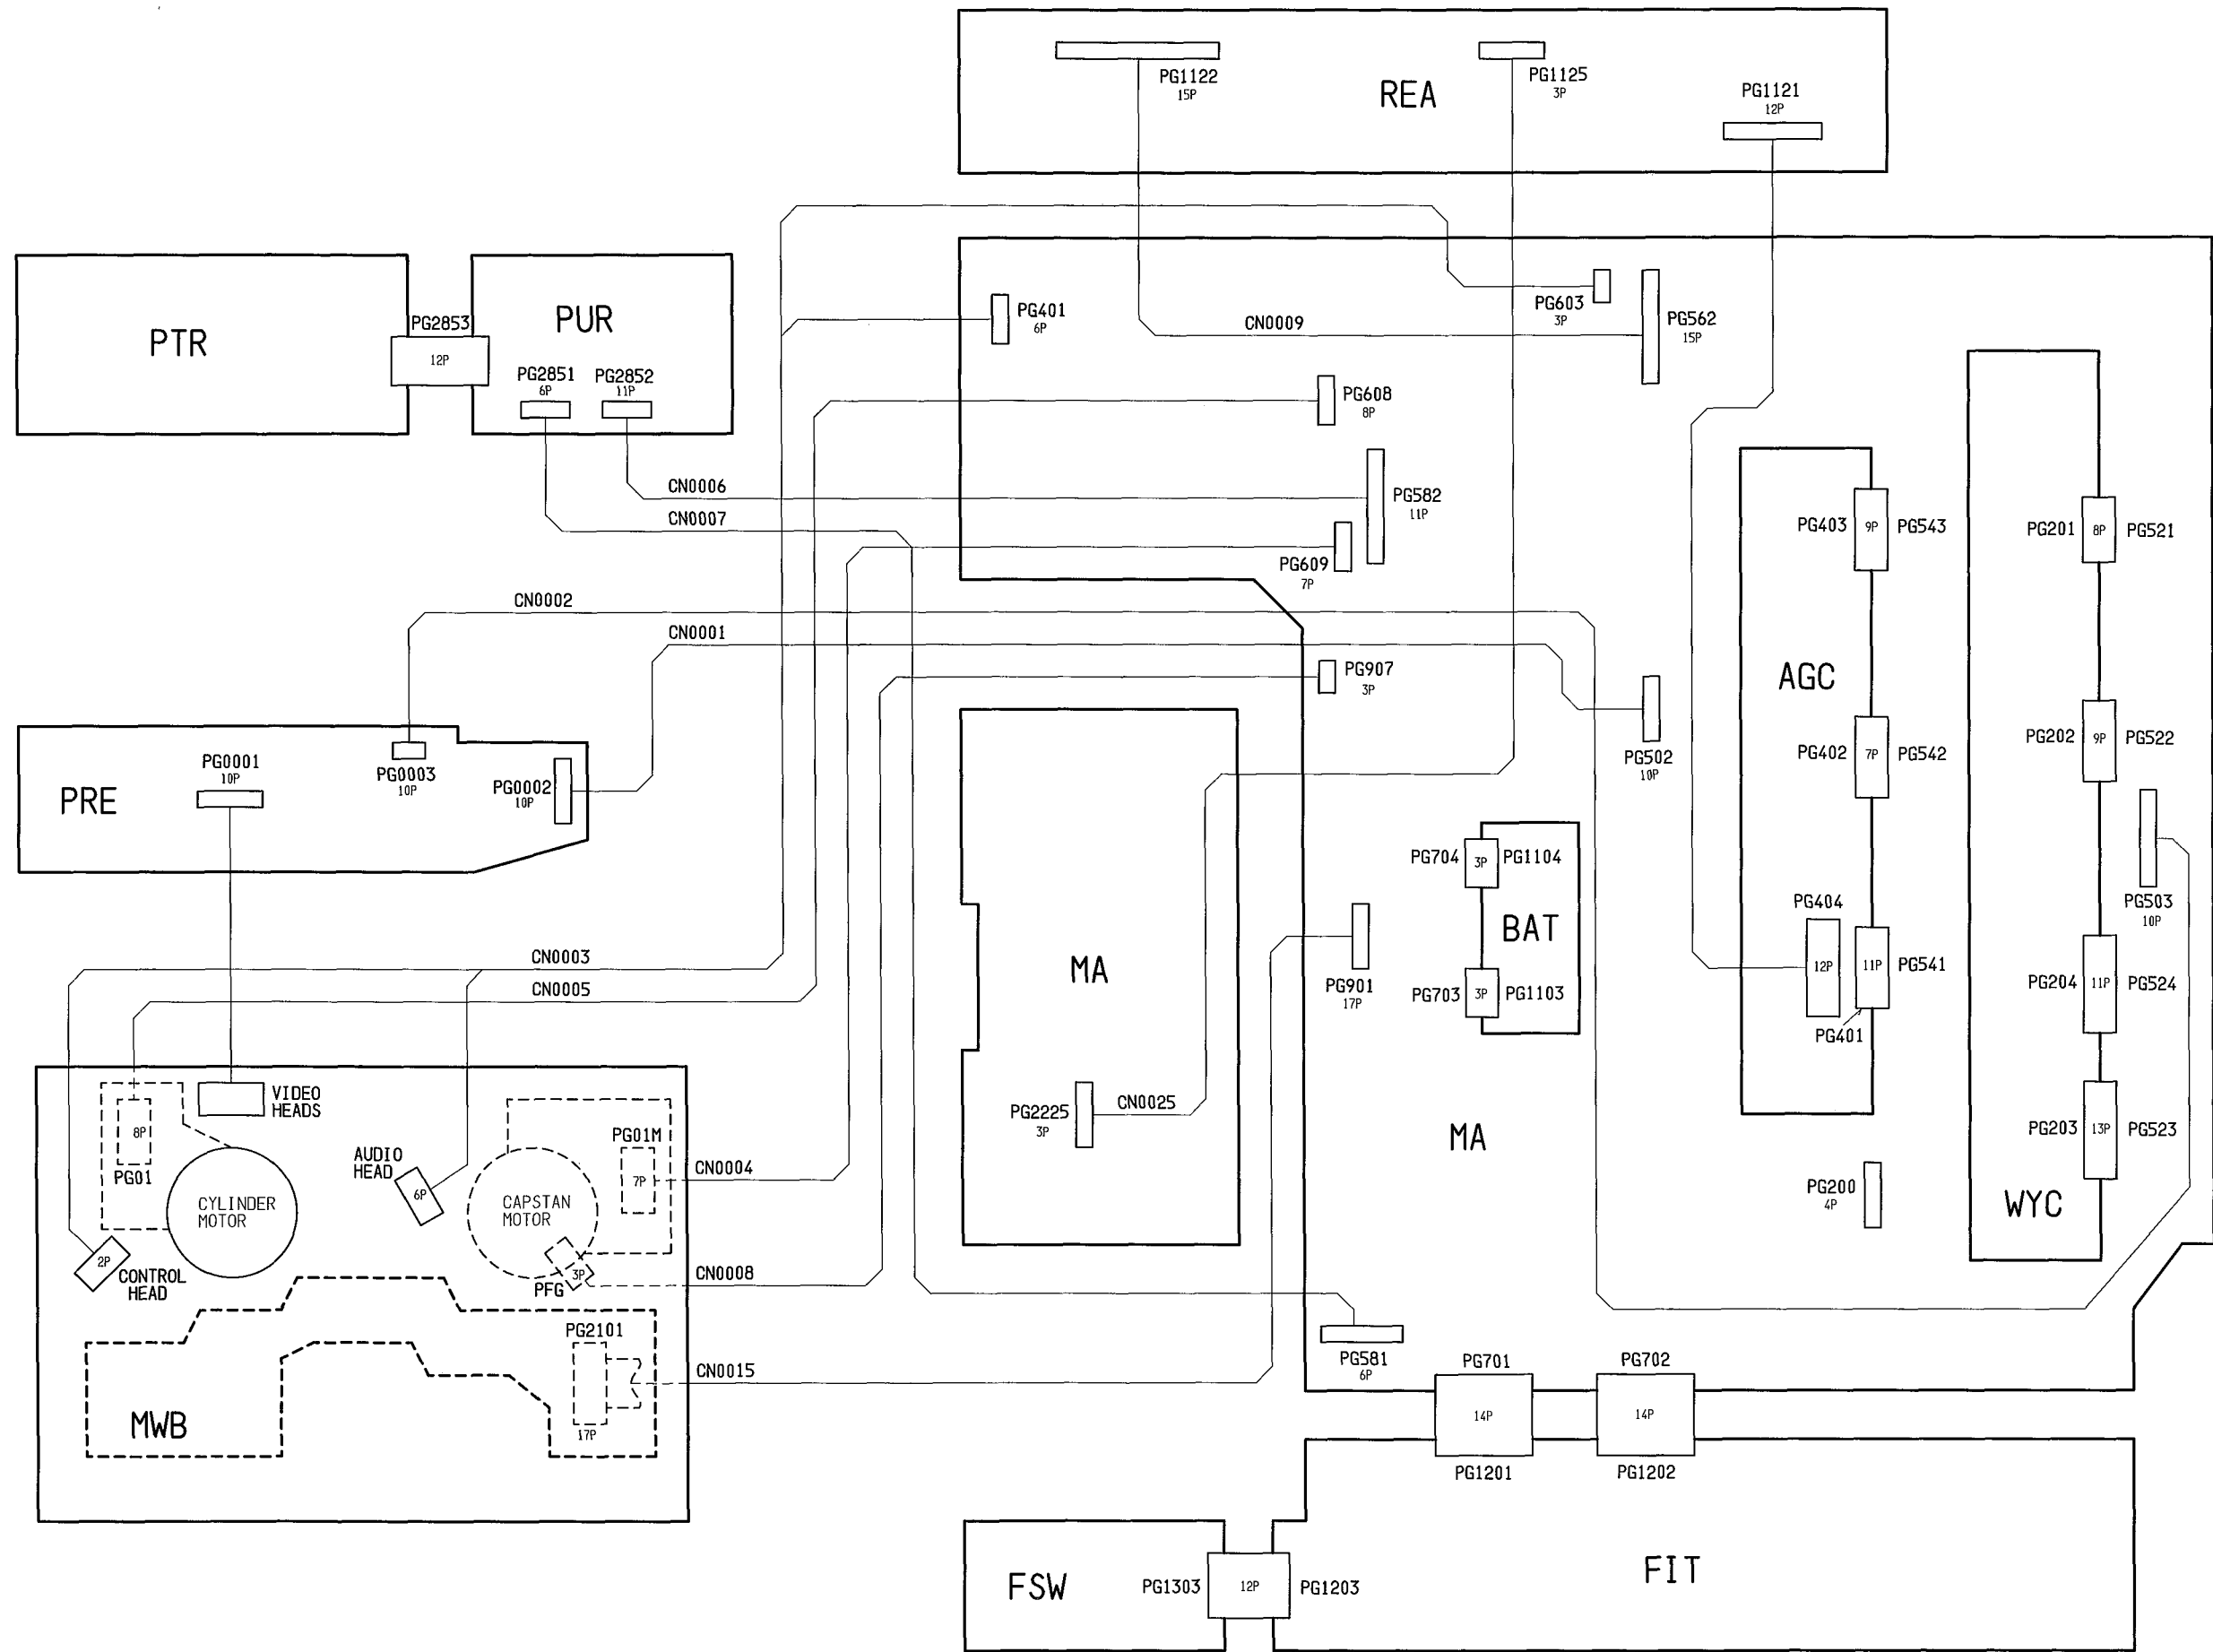 PG1122
15P
REA
PG1125
3P
PG1121
12P
PTR
PG2853
12P
PUR
PG2851
6P
PG2852
11P
PG401
6P
CN0009
PG603
3P
PG562
15P
PG608
8P
CN0006
CN0007
PG582
11P
PG609
7P
CN0002
CN0001
PG907
3P
PG502
10P
AGC
PG403
9P
PG543
PG402
7P
PG542
PG404
12P
11P
PG541
PG401
PG201
8P
PG521
PG202
9P
PG522
PG503
10P
PG204
11P
PG524
PG203
13P
PG523
WYC
PG200
4P
PRE
PG0001
10P
PG0003
10P
PG0002
10P
PG704
3P
PG1104
BAT
PG703
3P
PG1103
PG901
17P
MA
PG2225
3P
CN0025
MA
CN0003
CN0005
VIDEO
HEADS
8P
PG01
CYLINDER
MOTOR
AUDIO
HEAD
6P
CAPSTAN
MOTOR
PG01M
7P
CN0004
2P
CONTROL
HEAD
3P
PFG
CN0008
MWB
PG2101
17P
CN0015
PG581
6P
PG701
14P
PG1201
PG702
14P
PG1202
FSW
PG1303
12P
PG1203
FIT